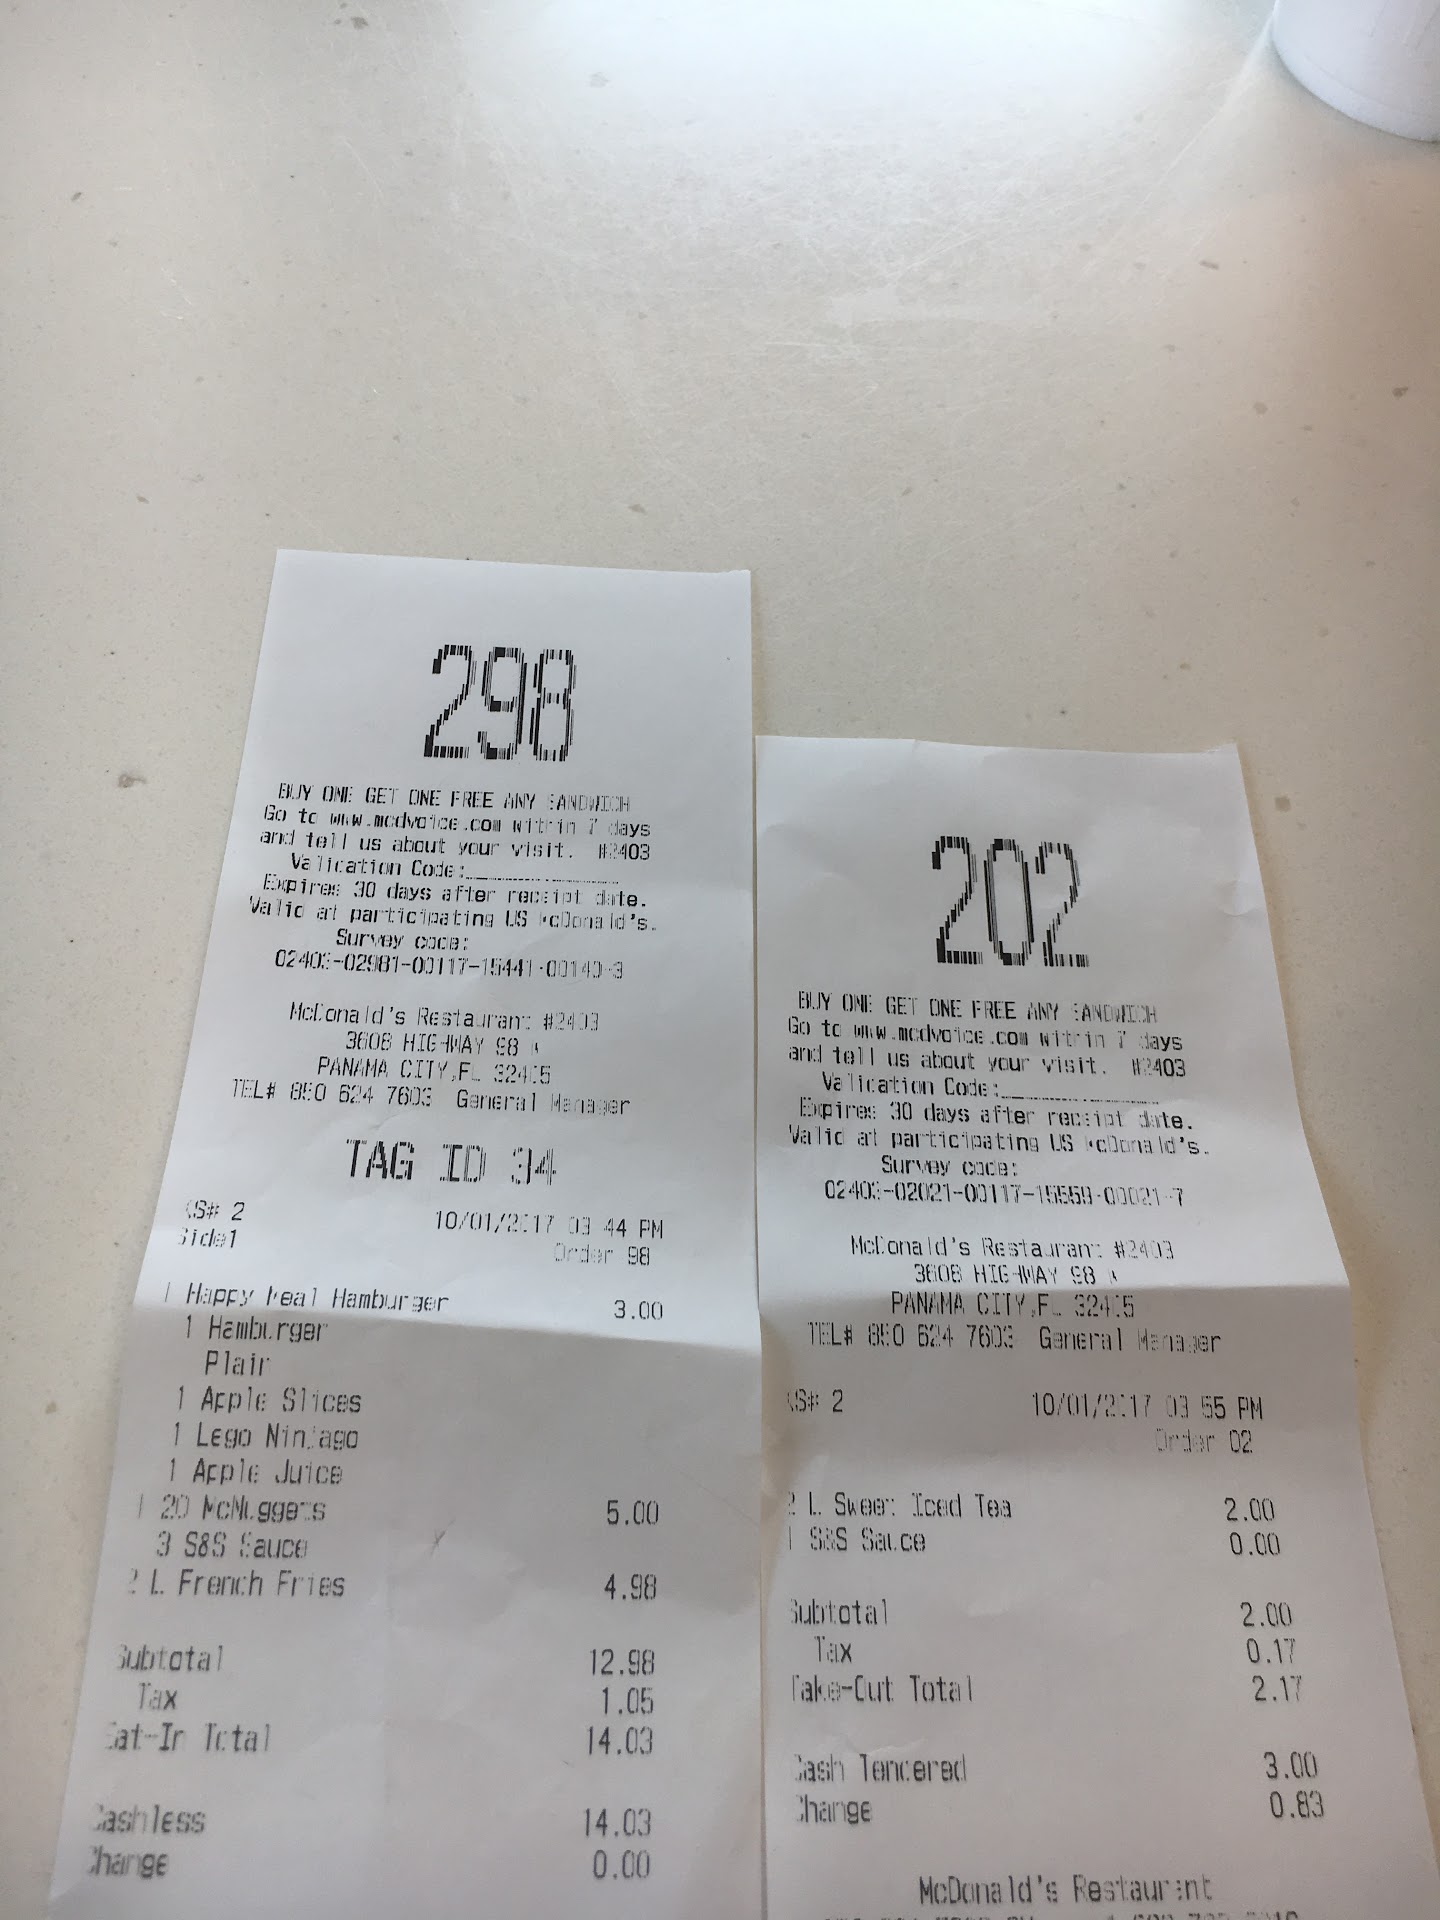 298
BUY ONE GET ONE FREE ANY SANDWICH
Go to www.mcdvoice.com within 7 days
and tell us about your visit. #2403
Validation Code:
Expires 30 days after receipt date.
Valid at participating US McDonald's.
Survey code:
02403-02981-00117-15441-00140-3
McDonald's Restaurant #2403
3608 HIGHWAY 98
PANAMA CITY,FL 32405
TEL# 850 624 7603 General Manager
TAG ID 34
KS# 2 10/01/2017 03:44 PM
Side1 Order 98
1 Happy Meal Hamburger 3.00
1 Hamburger
Plain
1 Apple Slices
1 Lego Ninjago
1 Apple Juice
1 20 McNuggets 5.00
3 S&S Sauce
2 L French Fries 4.98
Subtotal 12.98
Tax 1.05
Eat-In Total 14.03
Cashless 14.03
Change 0.00
202
BUY ONE GET ONE FREE ANY SANDWICH
Go to www.mcdvoice.com within 7 days
and tell us about your visit. #2403
Validation Code:
Expires 30 days after receipt date.
Valid at participating US McDonald's.
Survey code:
02403-02021-00117-15559-00021-7
McDonald's Restaurant #2403
3608 HIGHWAY 98
PANAMA CITY,FL 32405
TEL# 850 624 7603 General Manager
KS# 2 10/01/2017 03:55 PM
Order 02
2 L Sweet Iced Tea 2.00
1 S&S Sauce 0.00
Subtotal 2.00
Tax 0.17
Take-Out Total 2.17
Cash Tendered 3.00
Change 0.83
McDonald's Restaurant